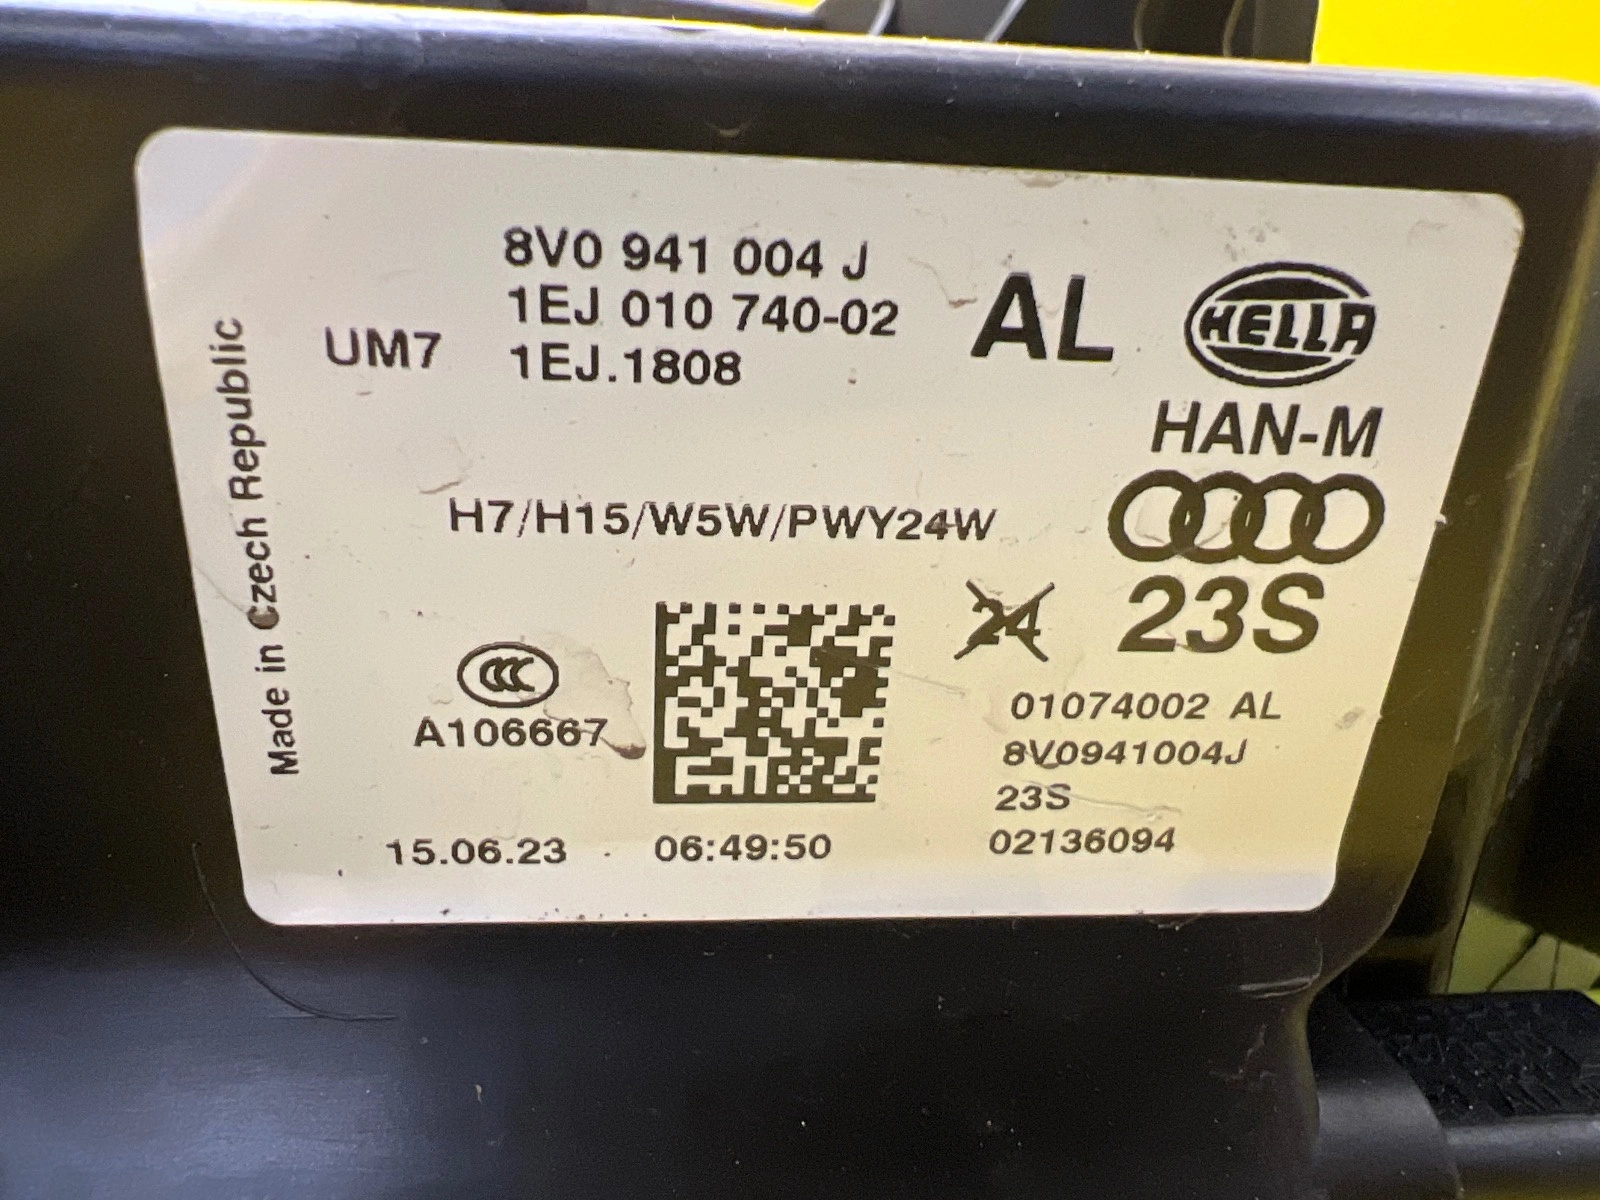 8V0 941 004 J
1EJ 010 740-02
1EJ.1808
UM7
AL
HELLA
HAN-M
Made in Czech Republic
H7/H15/W5W/PWY24W
24
23S
CCC
A106667
01074002 AL
8V0941004J
23S
02136094
15.06.23
06:49:50